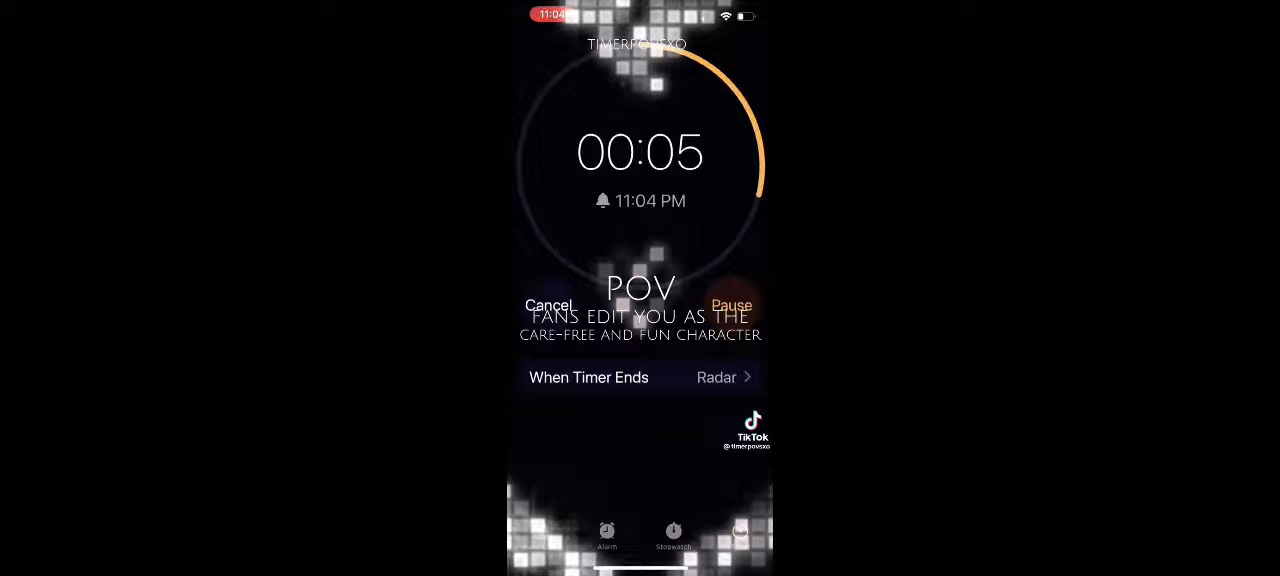 11:04
TIMERPOVSXO
00:05
11:04 PM
POV
Cancel
Pause
FANS EDIT YOU AS THE
CARE-FREE AND FUN CHARACTER
When Timer Ends
Radar
TikTok
@timerpovsxo
Alarm
Stopwatch